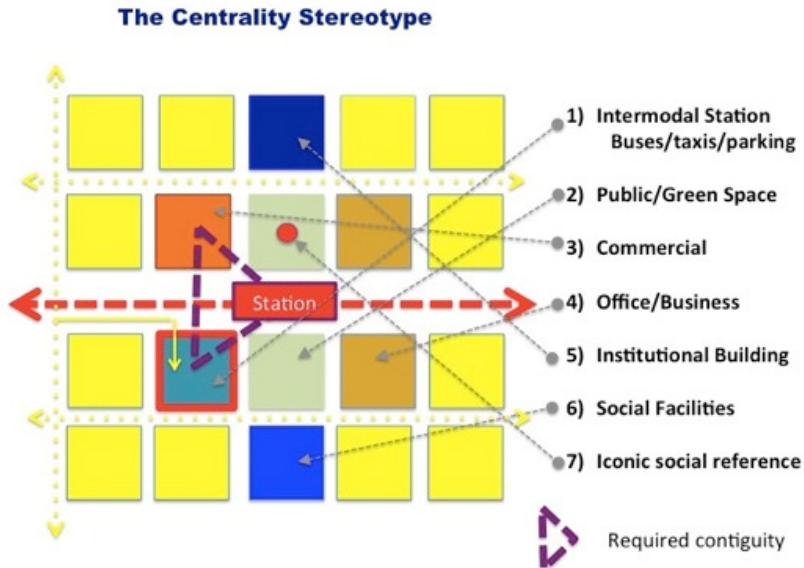 The Centrality Stereotype
1) Intermodal Station
Buses/taxis/parking
2) Public/Green Space
3) Commercial
Station
4) Office/Business
5) Institutional Building
6) Social Facilities
7) Iconic social reference
Required contiguity